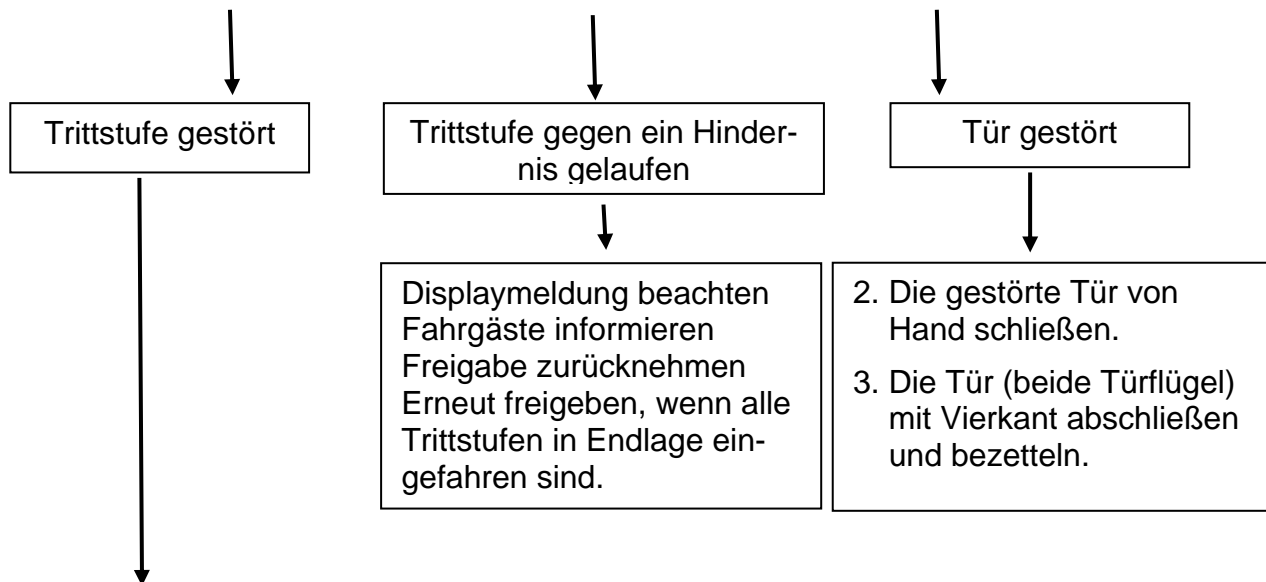 Trittstufe gestört
Trittstufe gegen ein Hinder-
nis gelaufen
Tür gestört
Displaymeldung beachten
Fahrgäste informieren
Freigabe zurücknehmen
Erneut freigeben, wenn alle
Trittstufen in Endlage ein-
gefahren sind.
2. Die gestörte Tür von
Hand schließen.
3. Die Tür (beide Türflügel)
mit Vierkant abschließen
und bezetteln.